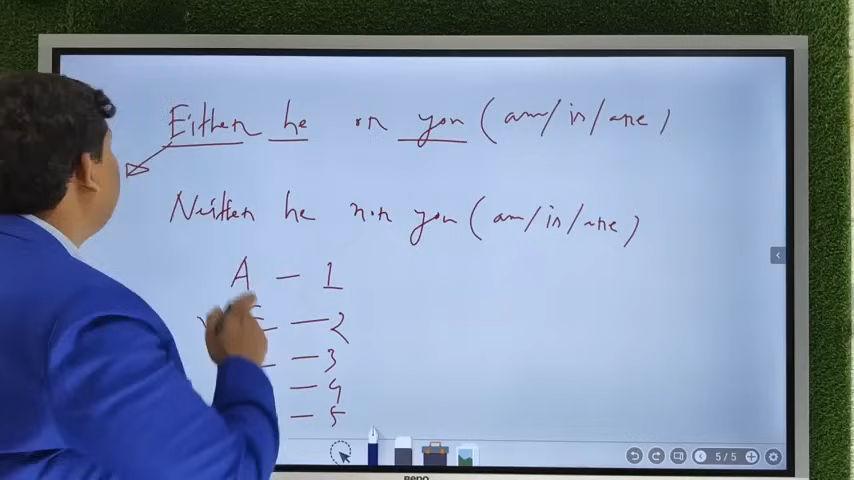 Either he or you (am/is/are)
Neither he nor you (am/is/are)
A – 1
E – 2
– 3
– 4
– 5
5/5
BenQ